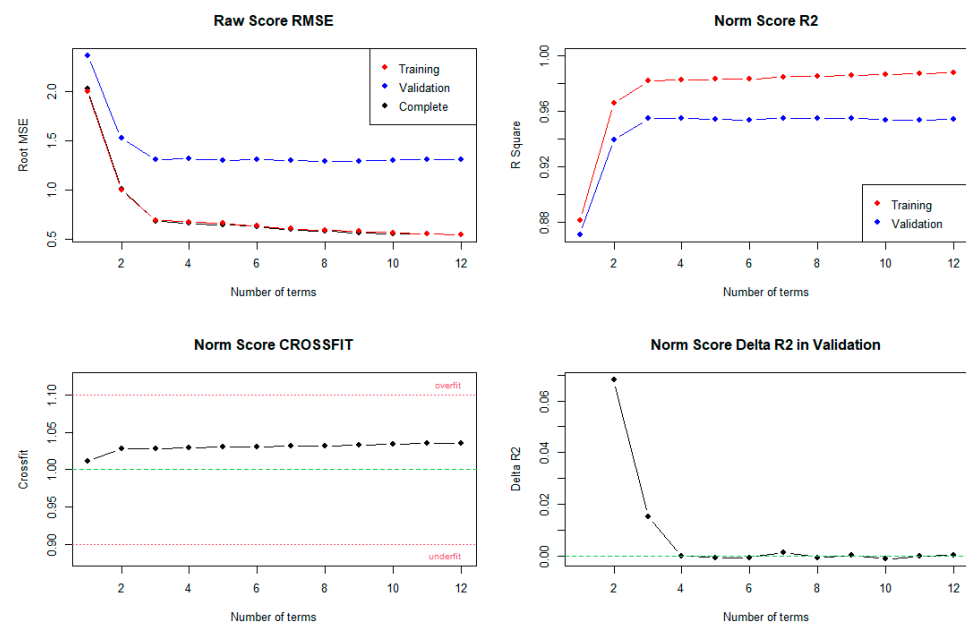 Raw Score RMSE
Root MSE
2.0
1.5
1.0
0.5
Training
Validation
Complete
2 4 6 8 10 12
Number of terms
Norm Score R2
R Square
1.00
0.96
0.92
0.88
Training
Validation
2 4 6 8 10 12
Number of terms
Norm Score CROSSFIT
Crossfit
1.10
1.05
1.00
0.95
0.90
overfit
underfit
2 4 6 8 10 12
Number of terms
Norm Score Delta R2 in Validation
Delta R2
0.06
0.04
0.02
0.00
2 4 6 8 10 12
Number of terms